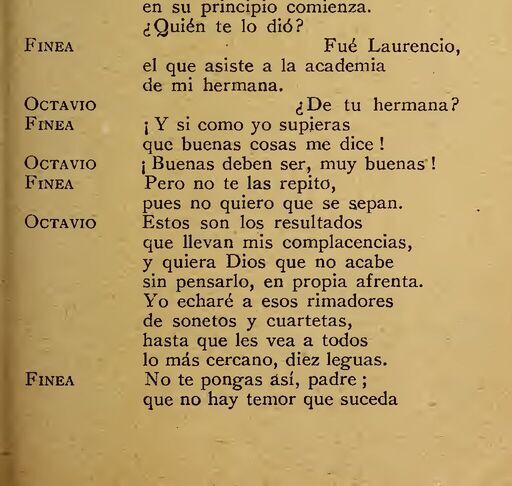 en su principio comienza.
¿Quién te lo dió?
FINEA Fué Laurencio,
el que asiste a la academia
de mi hermana.
OCTAVIO ¿De tu hermana?
FINEA ¡Y si como yo supieras
que buenas cosas me dice!
OCTAVIO ¡Buenas deben ser, muy buenas!
FINEA Pero no te las repito,
pues no quiero que se sepan.
OCTAVIO Estos son los resultados
que llevan mis complacencias,
y quiera Dios que no acabe
sin pensarlo, en propia afrenta.
Yo echaré a esos rimadores
de sonetos y cuartetas,
hasta que les vea a todos
lo más cercano, diez leguas.
FINEA No te pongas así, padre;
que no hay temor que suceda